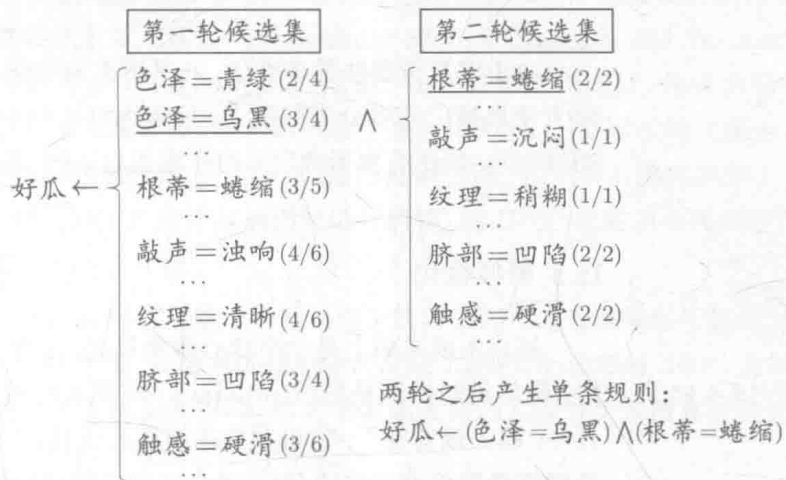 第一轮候选集
色泽=青绿(2/4)
色泽=乌黑(3/4)
…
好瓜←
根蒂=蜷缩(3/5)
…
敲声=浊响(4/6)
…
纹理=清晰(4/6)
…
脐部=凹陷(3/4)
…
触感=硬滑(3/6)
…
∧
第二轮候选集
根蒂=蜷缩(2/2)
…
敲声=沉闷(1/1)
…
纹理=稍糊(1/1)
…
脐部=凹陷(2/2)
…
触感=硬滑(2/2)
…
两轮之后产生单条规则:
好瓜←(色泽=乌黑)∧(根蒂=蜷缩)